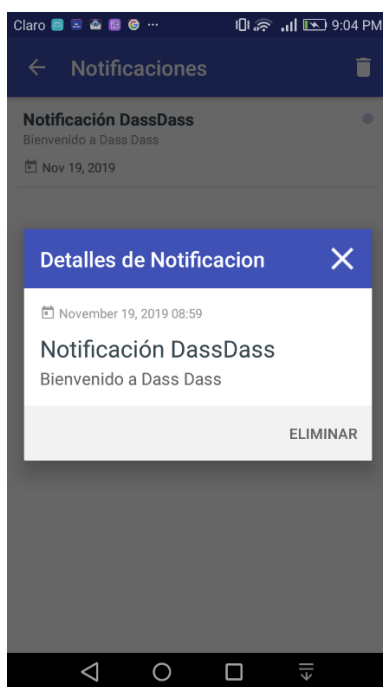 Claro
9:04 PM
Notificaciones
Notificación DassDass
Bienvenido a Dass Dass
Nov 19, 2019
Detalles de Notificacion
November 19, 2019 08:59
Notificación DassDass
Bienvenido a Dass Dass
ELIMINAR